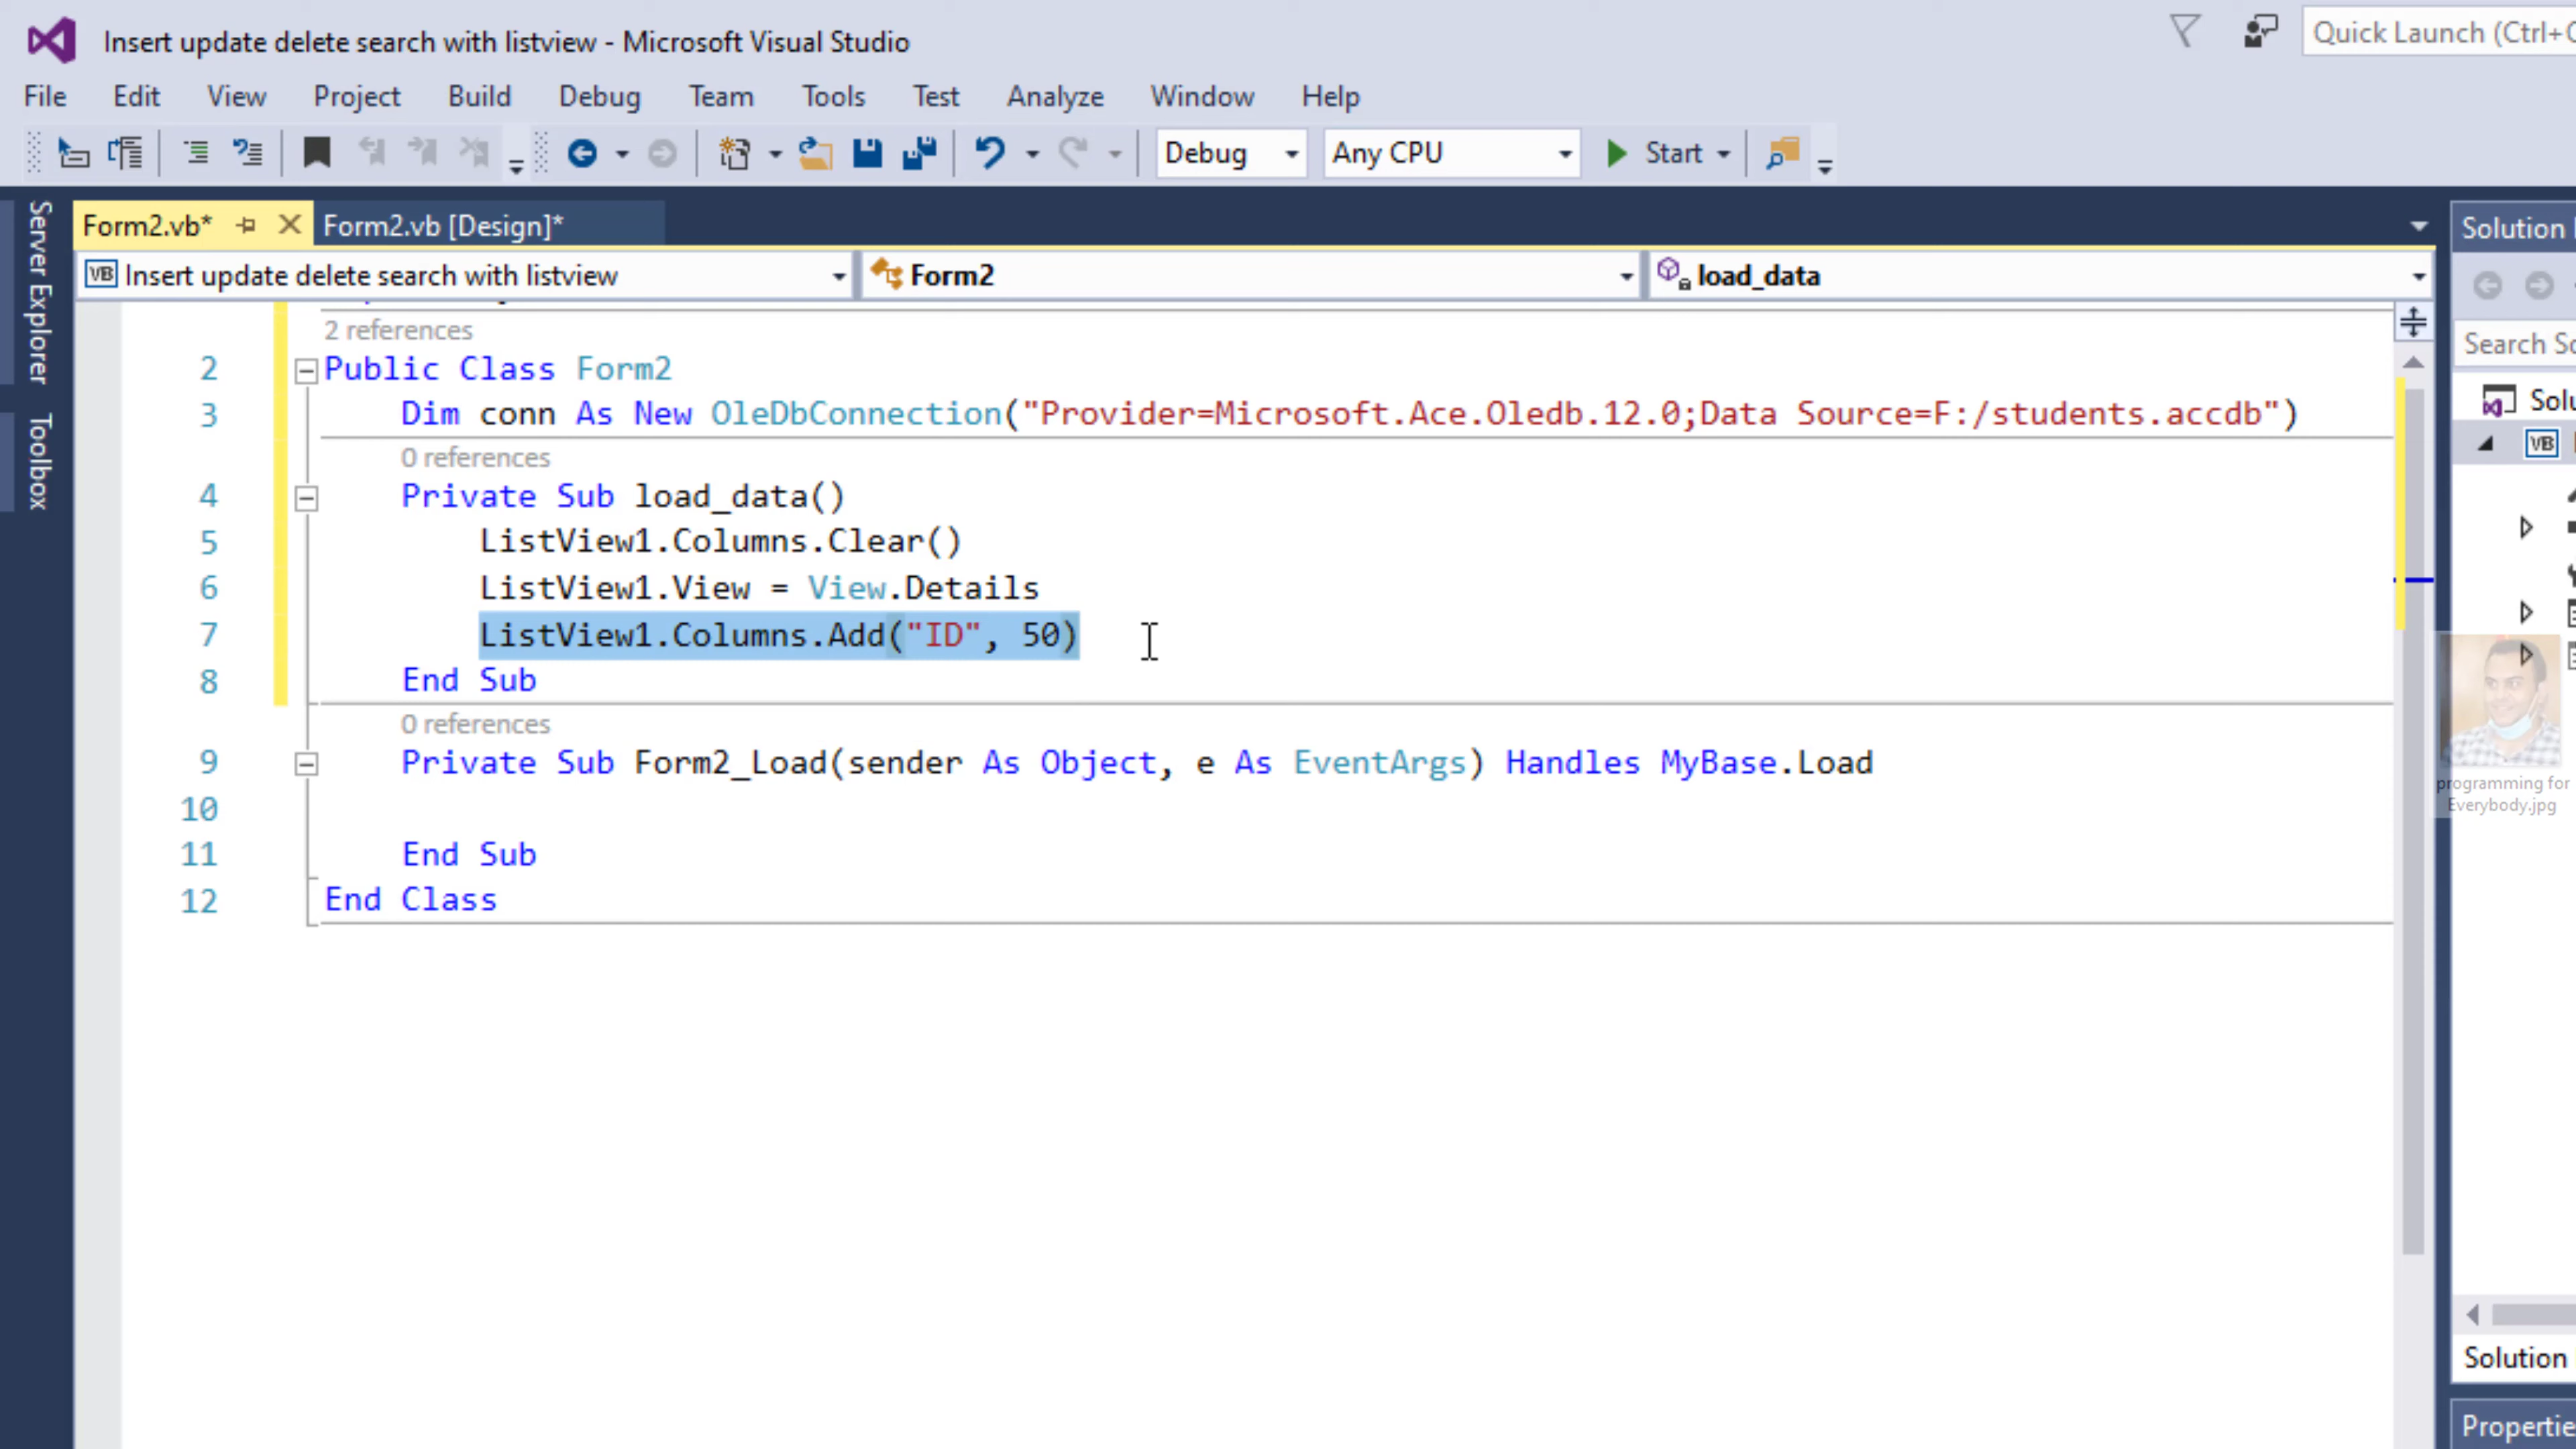 Insert update delete search with listview - Microsoft Visual Studio
Quick Launch (Ctrl+
File Edit View Project Build Debug Team Tools Test Analyze Window Help
Debug Any CPU Start
Server Explorer
Toolbox
Form2.vb* Form2.vb [Design]*
Insert update delete search with listview Form2 load_data
2 references
2 Public Class Form2
3 Dim conn As New OleDbConnection("Provider=Microsoft.Ace.Oledb.12.0;Data Source=F:/students.accdb")
0 references
4 Private Sub load_data()
5 ListView1.Columns.Clear()
6 ListView1.View = View.Details
7 ListView1.Columns.Add("ID", 50)
8 End Sub
0 references
9 Private Sub Form2_Load(sender As Object, e As EventArgs) Handles MyBase.Load
10
11 End Sub
12 End Class
Solution
Search
VB
programming for
Everybody.jpg
Solution